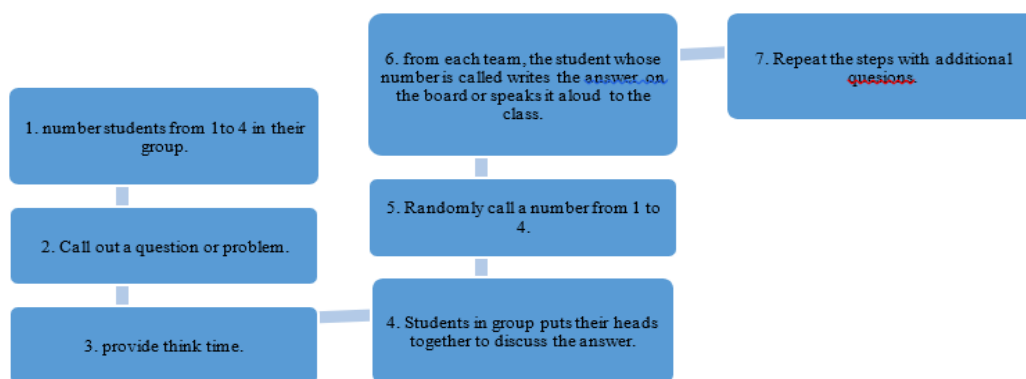 1. number students from 1to 4 in their
group.
2. Call out a question or problem.
3. provide think time.
4. Students in group puts their heads
together to discuss the answer.
5. Randomly call a number from 1 to
4.
6. from each team, the student whose
number is called writes the answer on
the board or speaks it aloud to the
class.
7. Repeat the steps with additional
quesions.